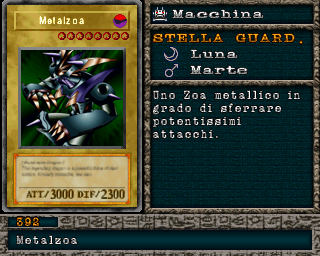 Metalzoa
ATT/3000 DIF/2300
Macchina
STELLA GUARD.
Luna
Marte
Uno Zoa metallico in
grado di sferrare
potentissimi
attacchi.
392
Metalzoa